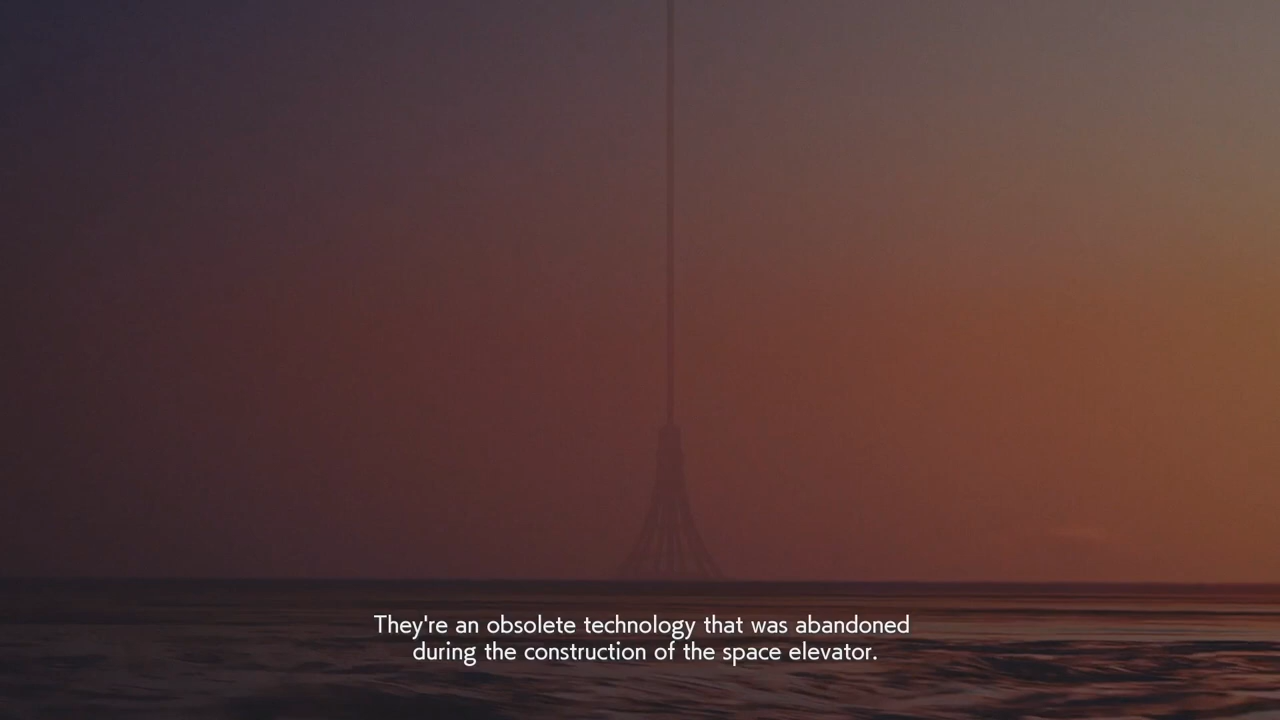 They're an obsolete technology that was abandoned
during the construction of the space elevator.